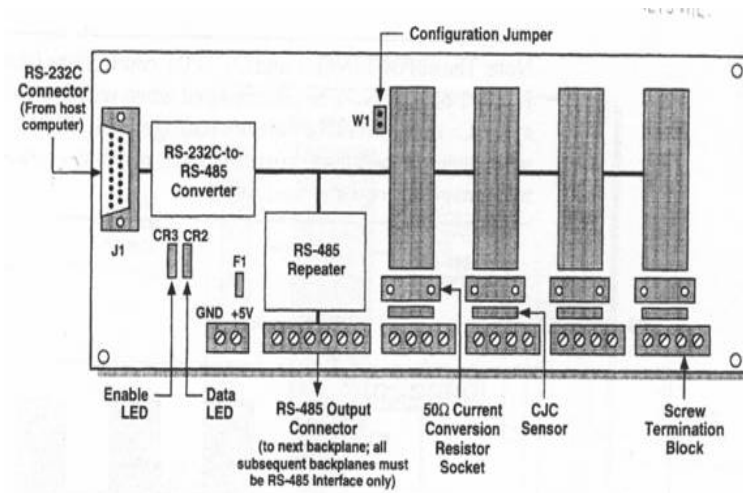 Configuration Jumper
RS-232C
Connector
(From host
computer)
W1
RS-232C-to-
RS-485
Converter
J1
CR3 CR2
F1
RS-485
Repeater
GND +5V
Enable
LED
Data
LED
RS-485 Output
Connector
(to next backplane; all
subsequent backplanes must
be RS-485 Interface only)
50Ω Current
Conversion
Resistor
Socket
CJC
Sensor
Screw
Termination
Block